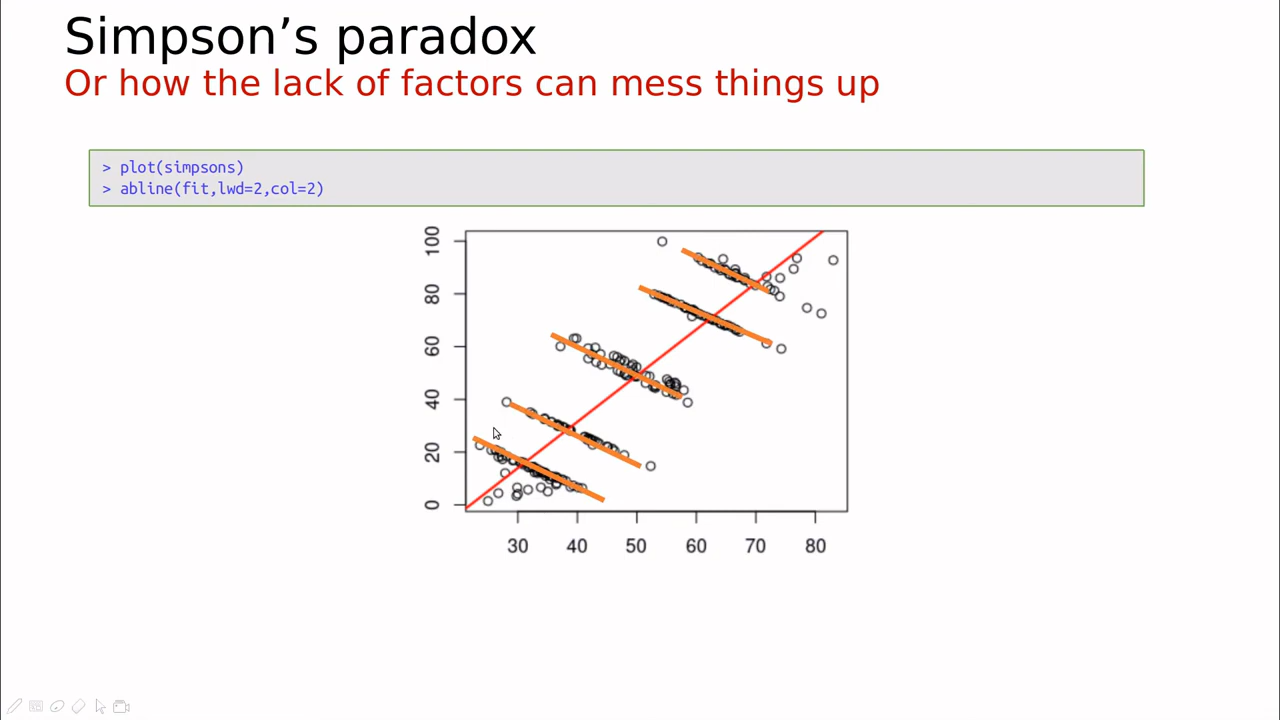 Simpson’s paradox
Or how the lack of factors can mess things up
> plot(simpsons)
> abline(fit,lwd=2,col=2)
100
80
60
40
20
0
30 40 50 60 70 80